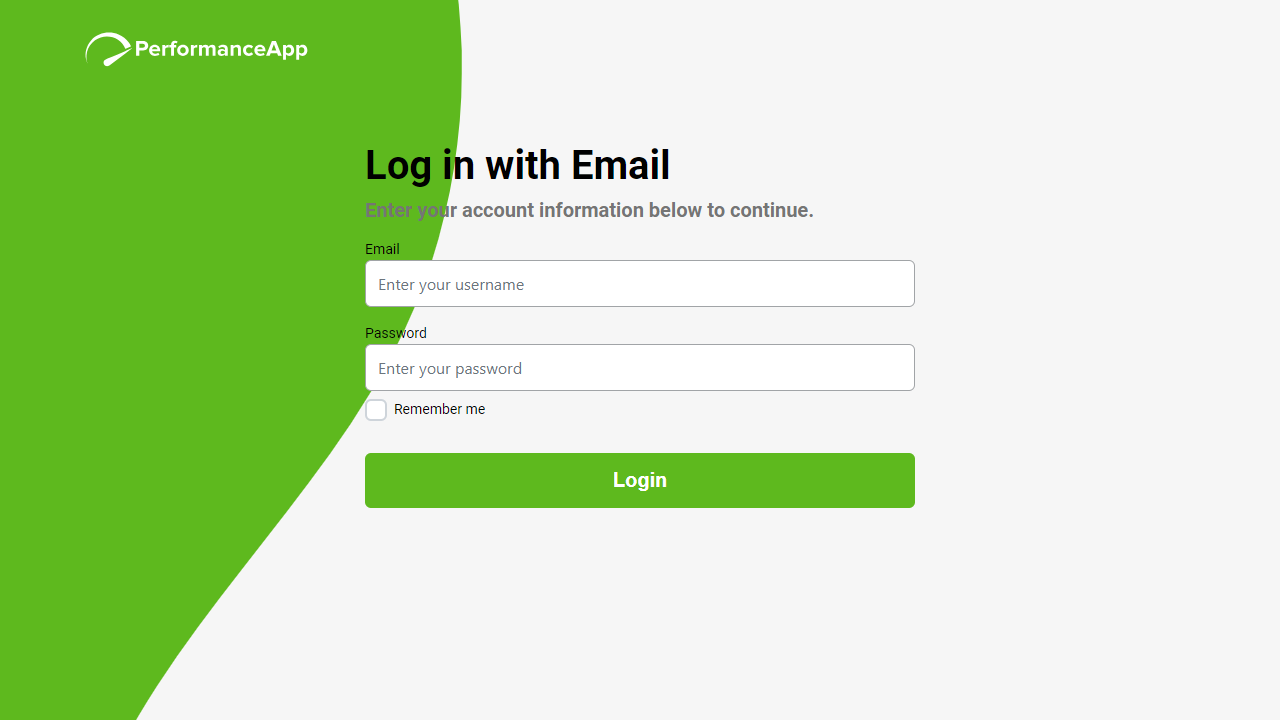 PerformanceApp
Log in with Email
Enter your account information below to continue.
Email
Enter your username
Password
Enter your password
Remember me
Login